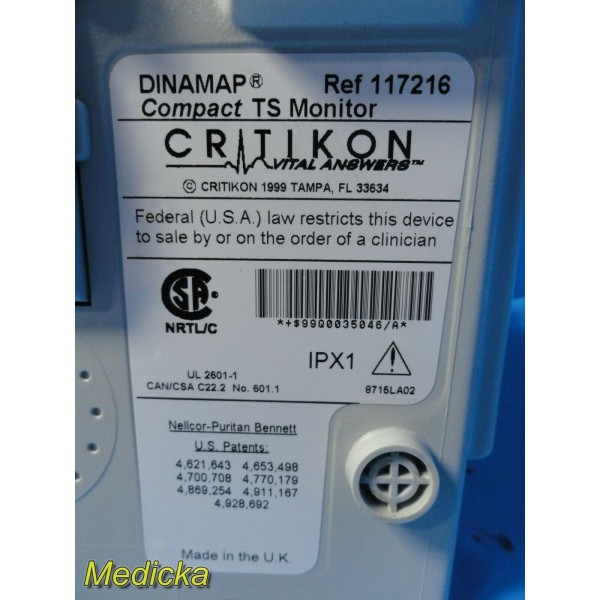 DINAMAP® Ref 117216
Compact TS Monitor
CRITIKON
VITAL ANSWERS™
© CRITIKON 1999 TAMPA, FL 33634
Federal (U.S.A.) law restricts this device
to sale by or on the order of a clinician
CSA
NRTL/C
*+$99Q0035046/A*
IPX1
UL 2601-1
CAN/CSA C22.2 No. 601.1
8715LA02
Nellcor-Puritan Bennett
U.S. Patents:
4,621,643 4,653,498
4,700,708 4,770,179
4,869,254 4,911,167
4,928,692
Made in the U.K.
Medicka